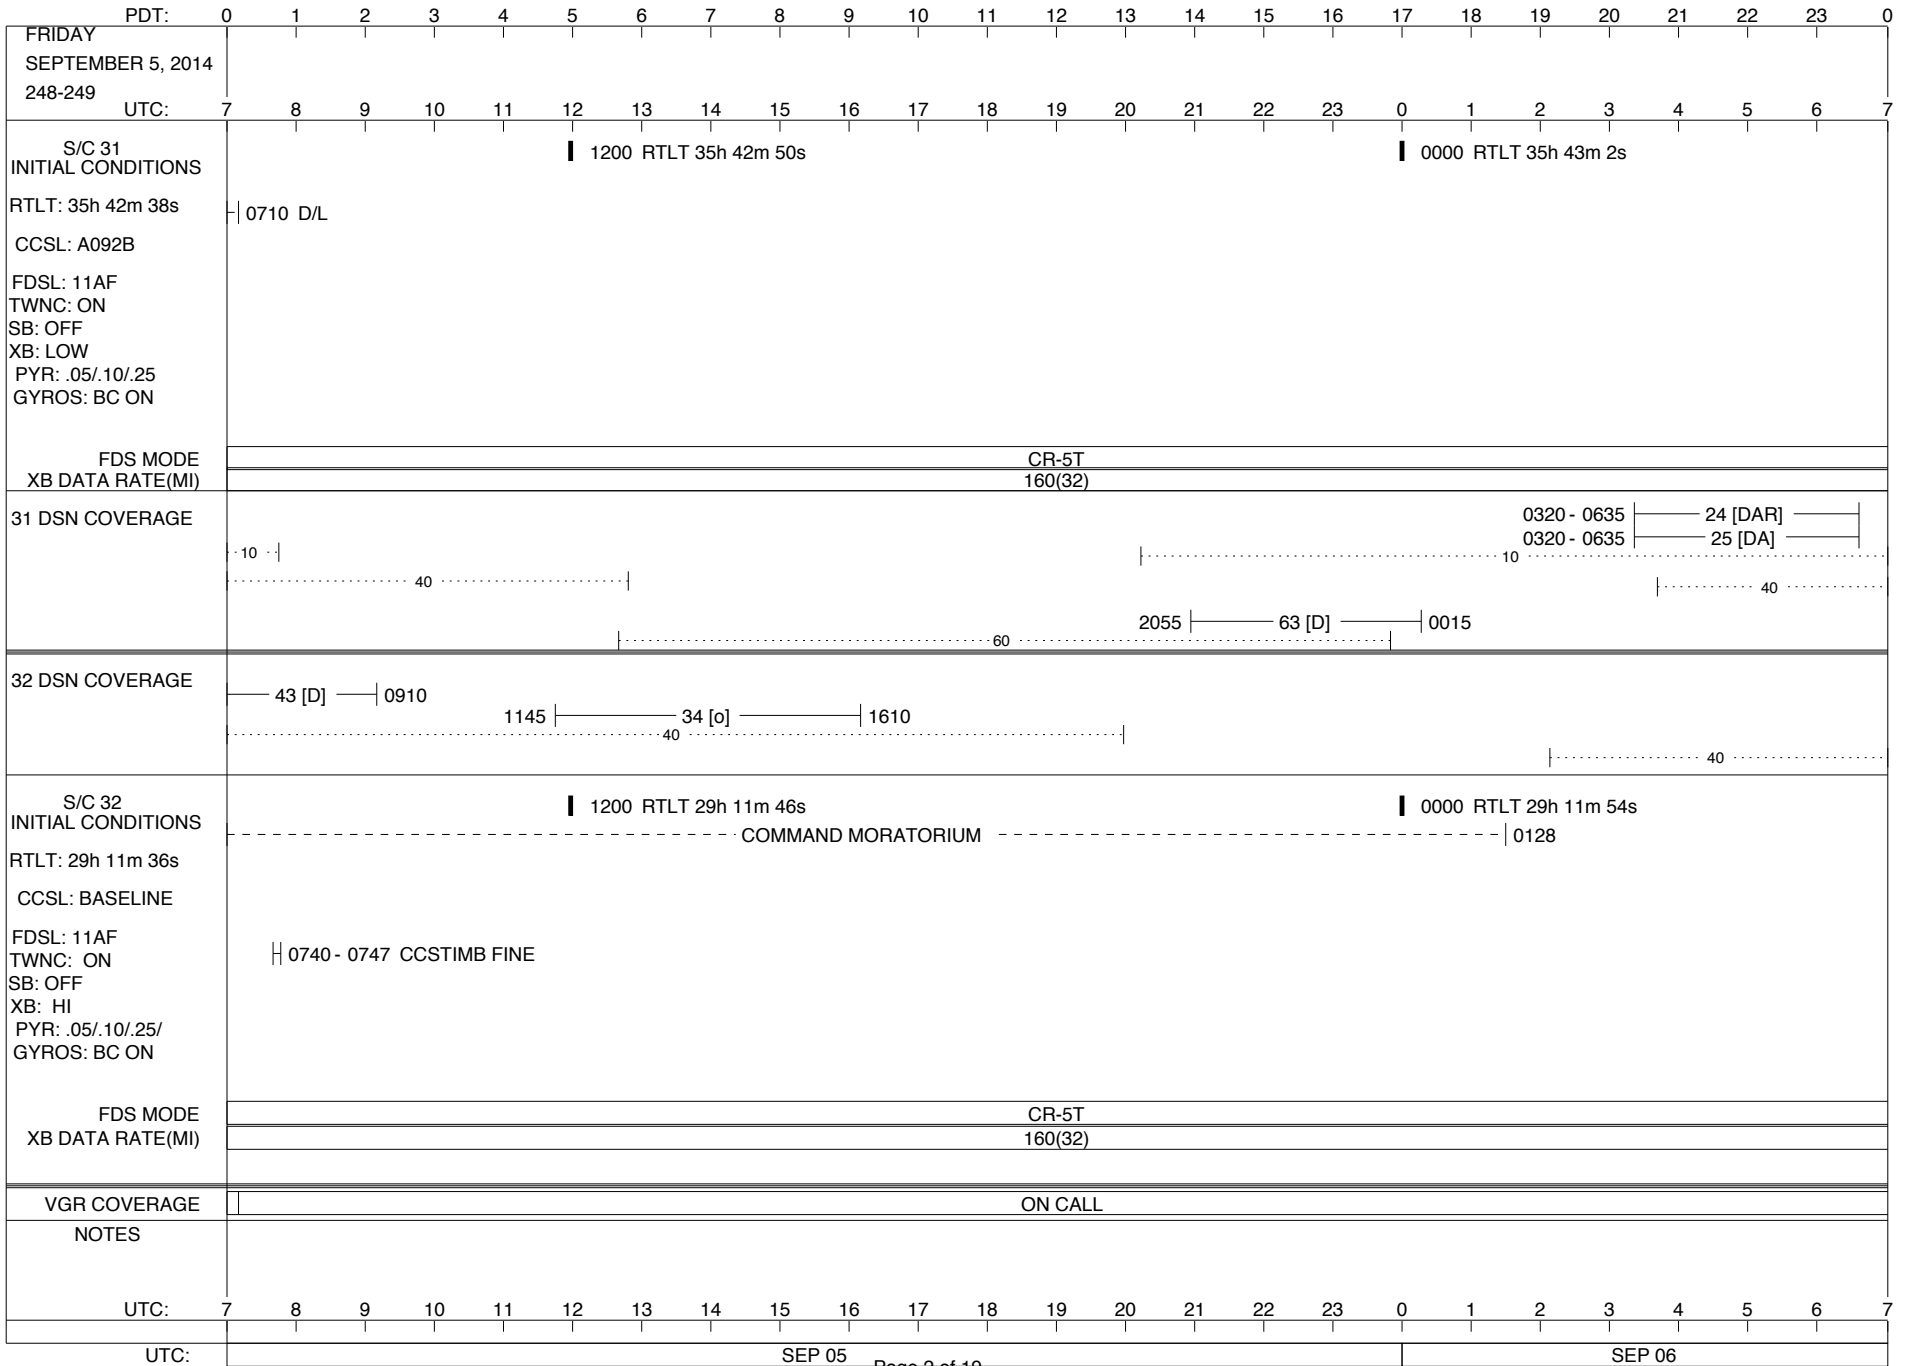 PDT: 0 1 2 3 4 5 6 7 8 9 10 11 12 13 14 15 16 17 18 19 20 21 22 23 0
FRIDAY
SEPTEMBER 5, 2014
248-249
UTC: 7 8 9 10 11 12 13 14 15 16 17 18 19 20 21 22 23 0 1 2 3 4 5 6 7
S/C 31
INITIAL CONDITIONS
1200 RTLT 35h 42m 50s
0000 RTLT 35h 43m 2s
RTLT: 35h 42m 38s
0710 D/L
CCSL: A092B
FDSL: 11AF
TWNC: ON
SB: OFF
XB: LOW
PYR: .05/.10/.25
GYROS: BC ON
FDS MODE CR-5T
XB DATA RATE(MI) 160(32)
31 DSN COVERAGE
0320 - 0635 24 [DAR]
0320 - 0635 25 [DA]
10 10
40 40
2055 63 [D] 0015
60
32 DSN COVERAGE
43 [D] 0910
1145 34 [o] 1610
40
40
S/C 32
INITIAL CONDITIONS
1200 RTLT 29h 11m 46s
0000 RTLT 29h 11m 54s
COMMAND MORATORIUM 0128
RTLT: 29h 11m 36s
CCSL: BASELINE
FDSL: 11AF
0740 - 0747 CCSTIMB FINE
TWNC: ON
SB: OFF
XB: HI
PYR: .05/.10/.25/
GYROS: BC ON
FDS MODE CR-5T
XB DATA RATE(MI) 160(32)
VGR COVERAGE ON CALL
NOTES
UTC: 7 8 9 10 11 12 13 14 15 16 17 18 19 20 21 22 23 0 1 2 3 4 5 6 7
UTC: SEP 05 SEP 06
Page 2 of 19